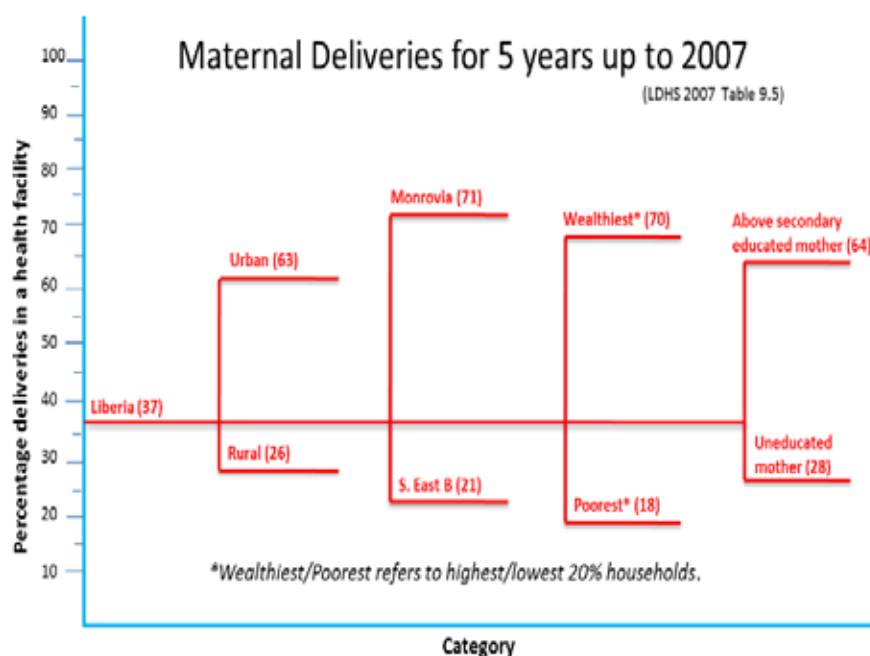 Maternal Deliveries for 5 years up to 2007
(LDHS 2007 Table 9.5)
Percentage deliveries in a health facility
100
90
80
70
60
50
40
30
20
10
Liberia (37)
Urban (63)
Rural (26)
Monrovia (71)
S. East B (21)
Wealthiest* (70)
Poorest* (18)
Above secondary
educated mother (64)
Uneducated
mother (28)
*Wealthiest/Poorest refers to highest/lowest 20% households.
Category